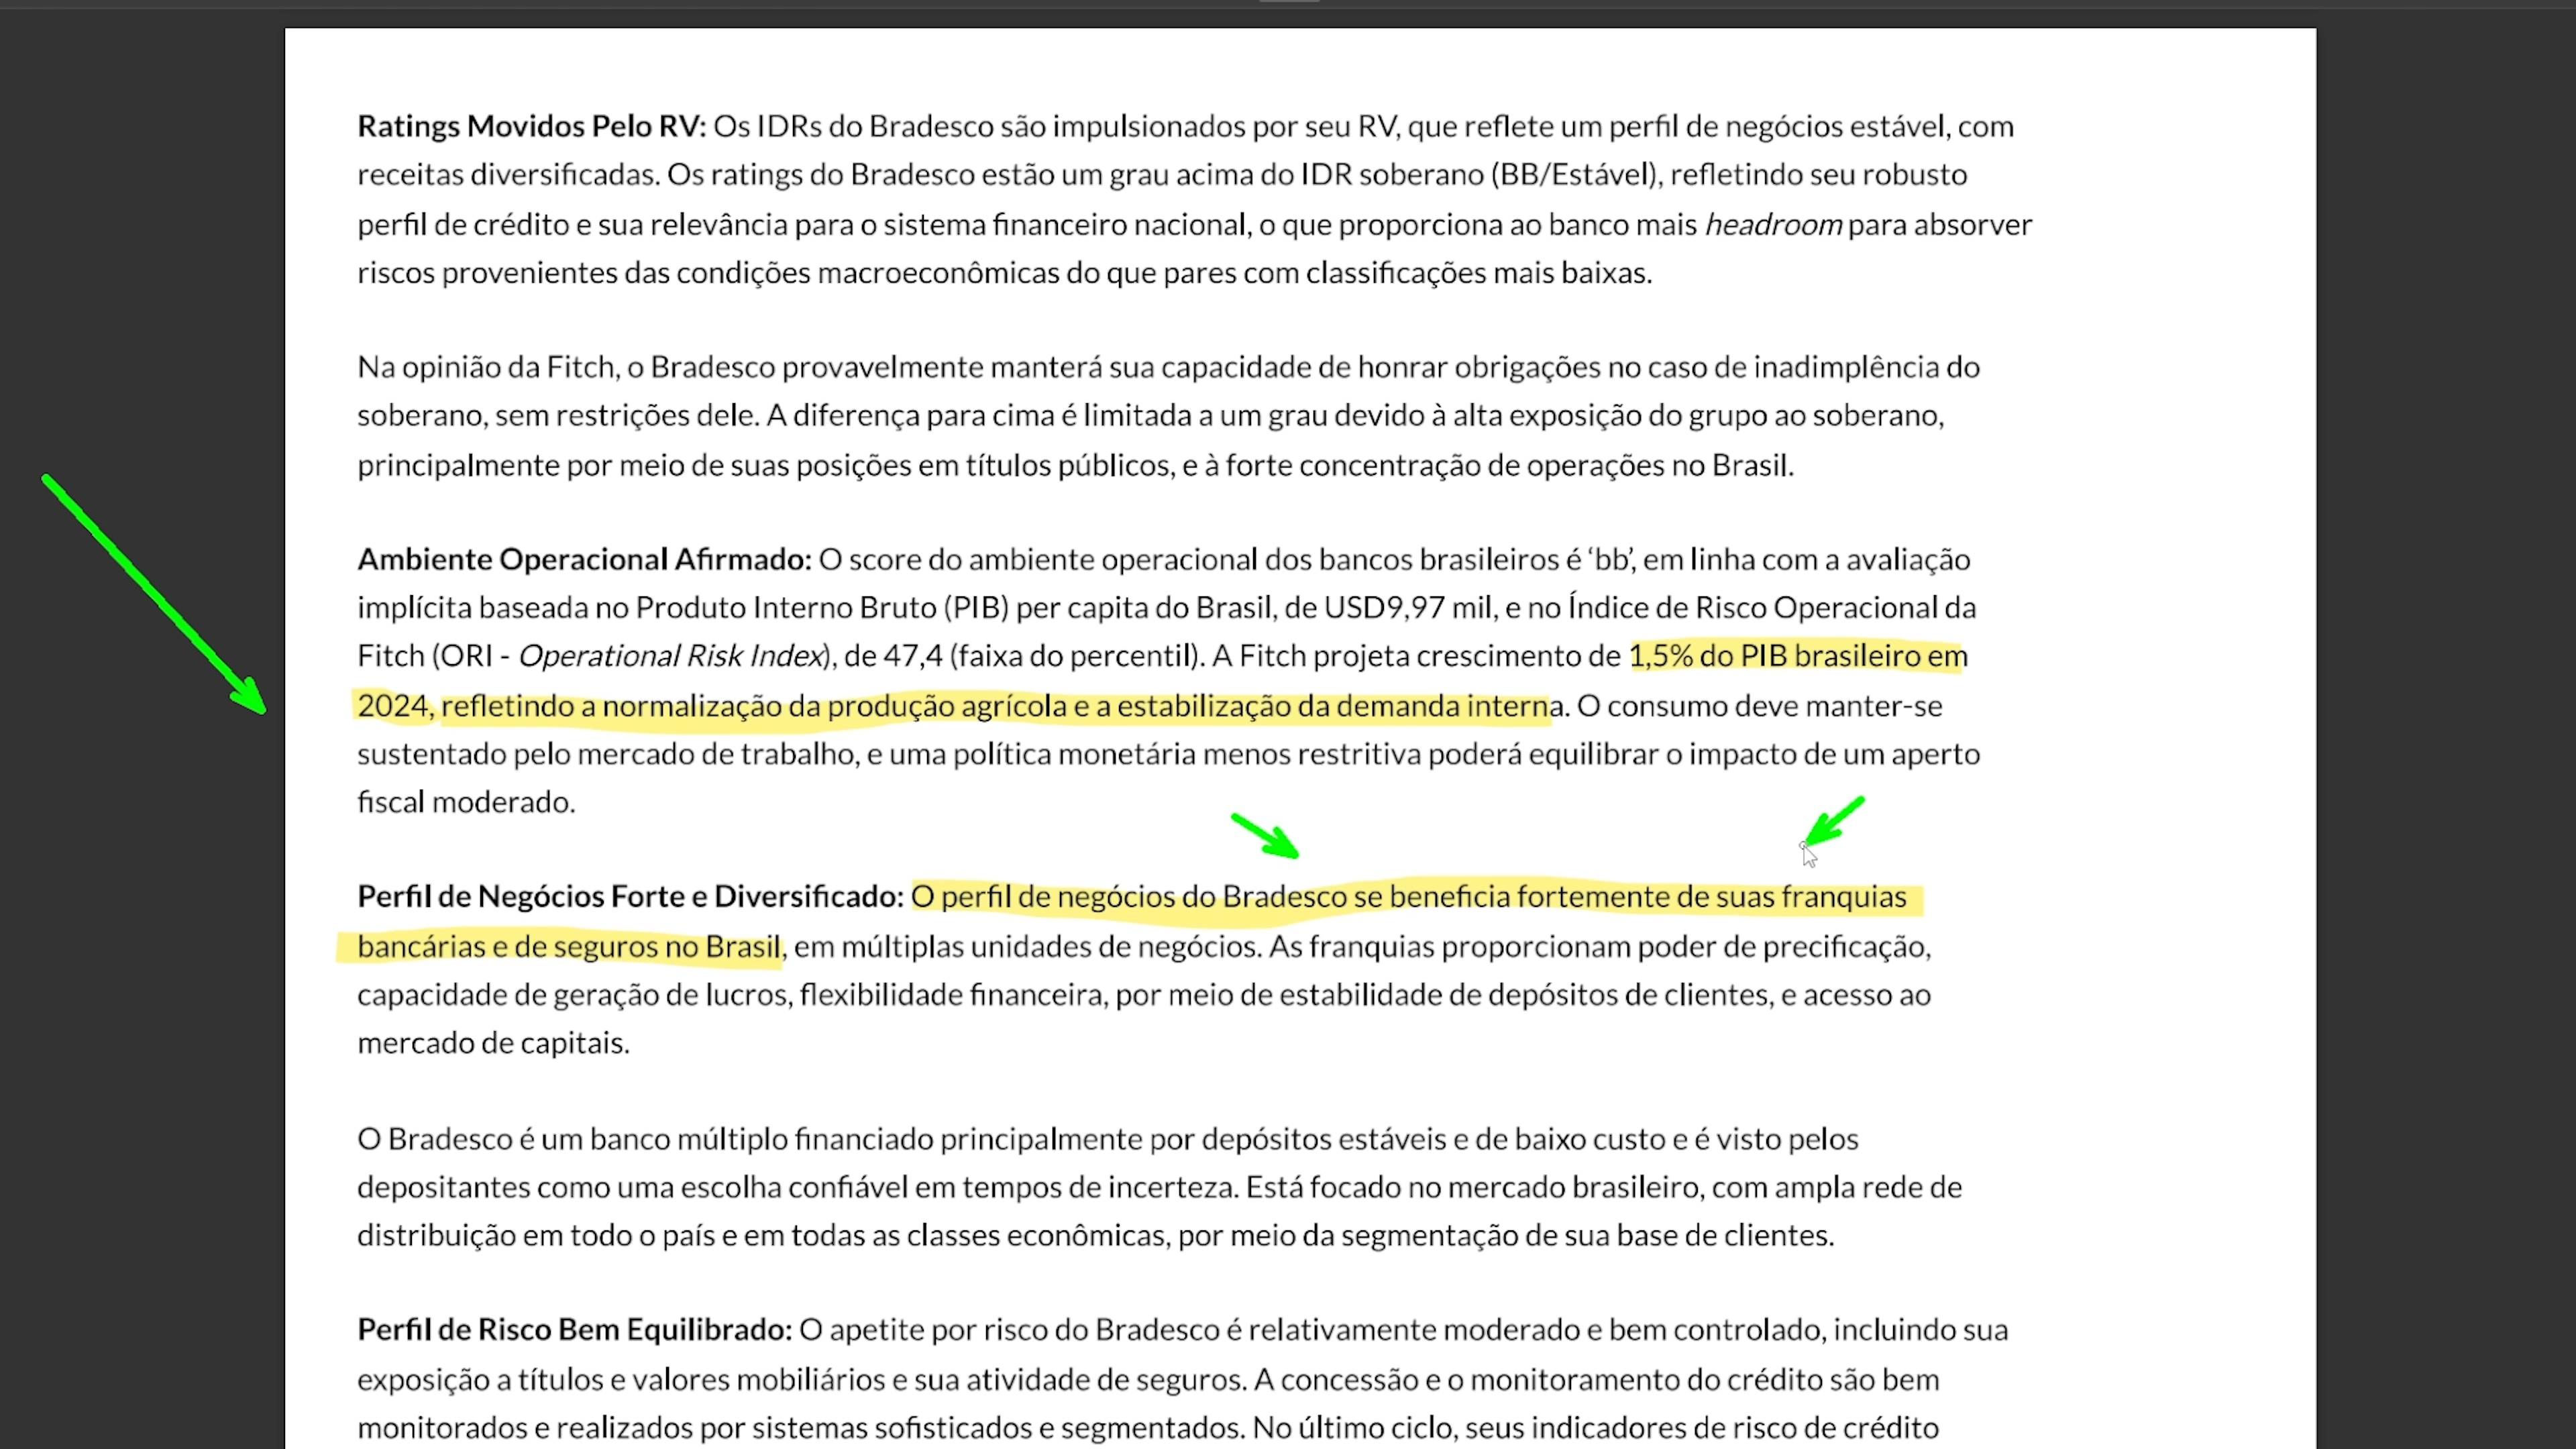 Ratings Movidos Pelo RV: Os IDRs do Bradesco são impulsionados por seu RV, que reflete um perfil de negócios estável, com
receitas diversificadas. Os ratings do Bradesco estão um grau acima do IDR soberano (BB/Estável), refletindo seu robusto
perfil de crédito e sua relevância para o sistema financeiro nacional, o que proporciona ao banco mais headroom para absorver
riscos provenientes das condições macroeconômicas do que pares com classificações mais baixas.
Na opinião da Fitch, o Bradesco provavelmente manterá sua capacidade de honrar obrigações no caso de inadimplência do
soberano, sem restrições dele. A diferença para cima é limitada a um grau devido à alta exposição do grupo ao soberano,
principalmente por meio de suas posições em títulos públicos, e à forte concentração de operações no Brasil.
Ambiente Operacional Afirmado: O score do ambiente operacional dos bancos brasileiros é ‘bb’, em linha com a avaliação
implícita baseada no Produto Interno Bruto (PIB) per capita do Brasil, de USD9,97 mil, e no Índice de Risco Operacional da
Fitch (ORI - Operational Risk Index), de 47,4 (faixa do percentil). A Fitch projeta crescimento de 1,5% do PIB brasileiro em
2024, refletindo a normalização da produção agrícola e a estabilização da demanda interna. O consumo deve manter-se
sustentado pelo mercado de trabalho, e uma política monetária menos restritiva poderá equilibrar o impacto de um aperto
fiscal moderado.
Perfil de Negócios Forte e Diversificado: O perfil de negócios do Bradesco se beneficia fortemente de suas franquias
bancárias e de seguros no Brasil, em múltiplas unidades de negócios. As franquias proporcionam poder de precificação,
capacidade de geração de lucros, flexibilidade financeira, por meio de estabilidade de depósitos de clientes, e acesso ao
mercado de capitais.
O Bradesco é um banco múltiplo financiado principalmente por depósitos estáveis e de baixo custo e é visto pelos
depositantes como uma escolha confiável em tempos de incerteza. Está focado no mercado brasileiro, com ampla rede de
distribuição em todo o país e em todas as classes econômicas, por meio da segmentação de sua base de clientes.
Perfil de Risco Bem Equilibrado: O apetite por risco do Bradesco é relativamente moderado e bem controlado, incluindo sua
exposição a títulos e valores mobiliários e sua atividade de seguros. A concessão e o monitoramento do crédito são bem
monitorados e realizados por sistemas sofisticados e segmentados. No último ciclo, seus indicadores de risco de crédito